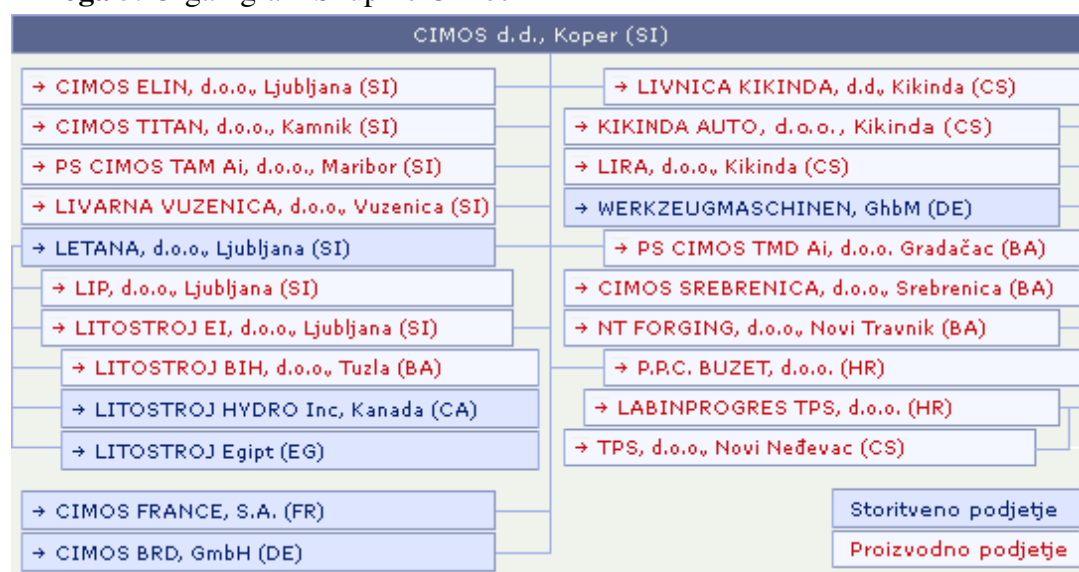 CIMOS d.d., Koper (SI)
→ CIMOS ELIN, d.o.o., Ljubljana (SI)
→ CIMOS TITAN, d.o.o., Kamnik (SI)
→ PS CIMOS TAM Ai, d.o.o., Maribor (SI)
→ LIVARNA VUZENICA, d.o.o., Vuzenica (SI)
→ LETANA, d.o.o., Ljubljana (SI)
→ LIP, d.o.o., Ljubljana (SI)
→ LITOSTROJ EI, d.o.o., Ljubljana (SI)
→ LITOSTROJ BIH, d.o.o., Tuzla (BA)
→ LITOSTROJ HYDRO Inc, Kanada (CA)
→ LITOSTROJ Egipt (EG)
→ CIMOS FRANCE, S.A. (FR)
→ CIMOS BRD, GmbH (DE)
→ LIVNICA KIKINDA, d.d., Kikinda (CS)
→ KIKINDA AUTO, d.o.o., Kikinda (CS)
→ LIRA, d.o.o., Kikinda (CS)
→ WERKZEUGMASCHINEN, GhbM (DE)
→ PS CIMOS TMD Ai, d.o.o. Gradačac (BA)
→ CIMOS SREBRENICA, d.o.o., Srebrenica (BA)
→ NT FORGING, d.o.o., Novi Travnik (BA)
→ P.P.C. BUZET, d.o.o. (HR)
→ LABINPROGRES TPS, d.o.o. (HR)
→ TPS, d.o.o., Novi Neđevac (CS)
Storitveno podjetje
Proizvodno podjetje